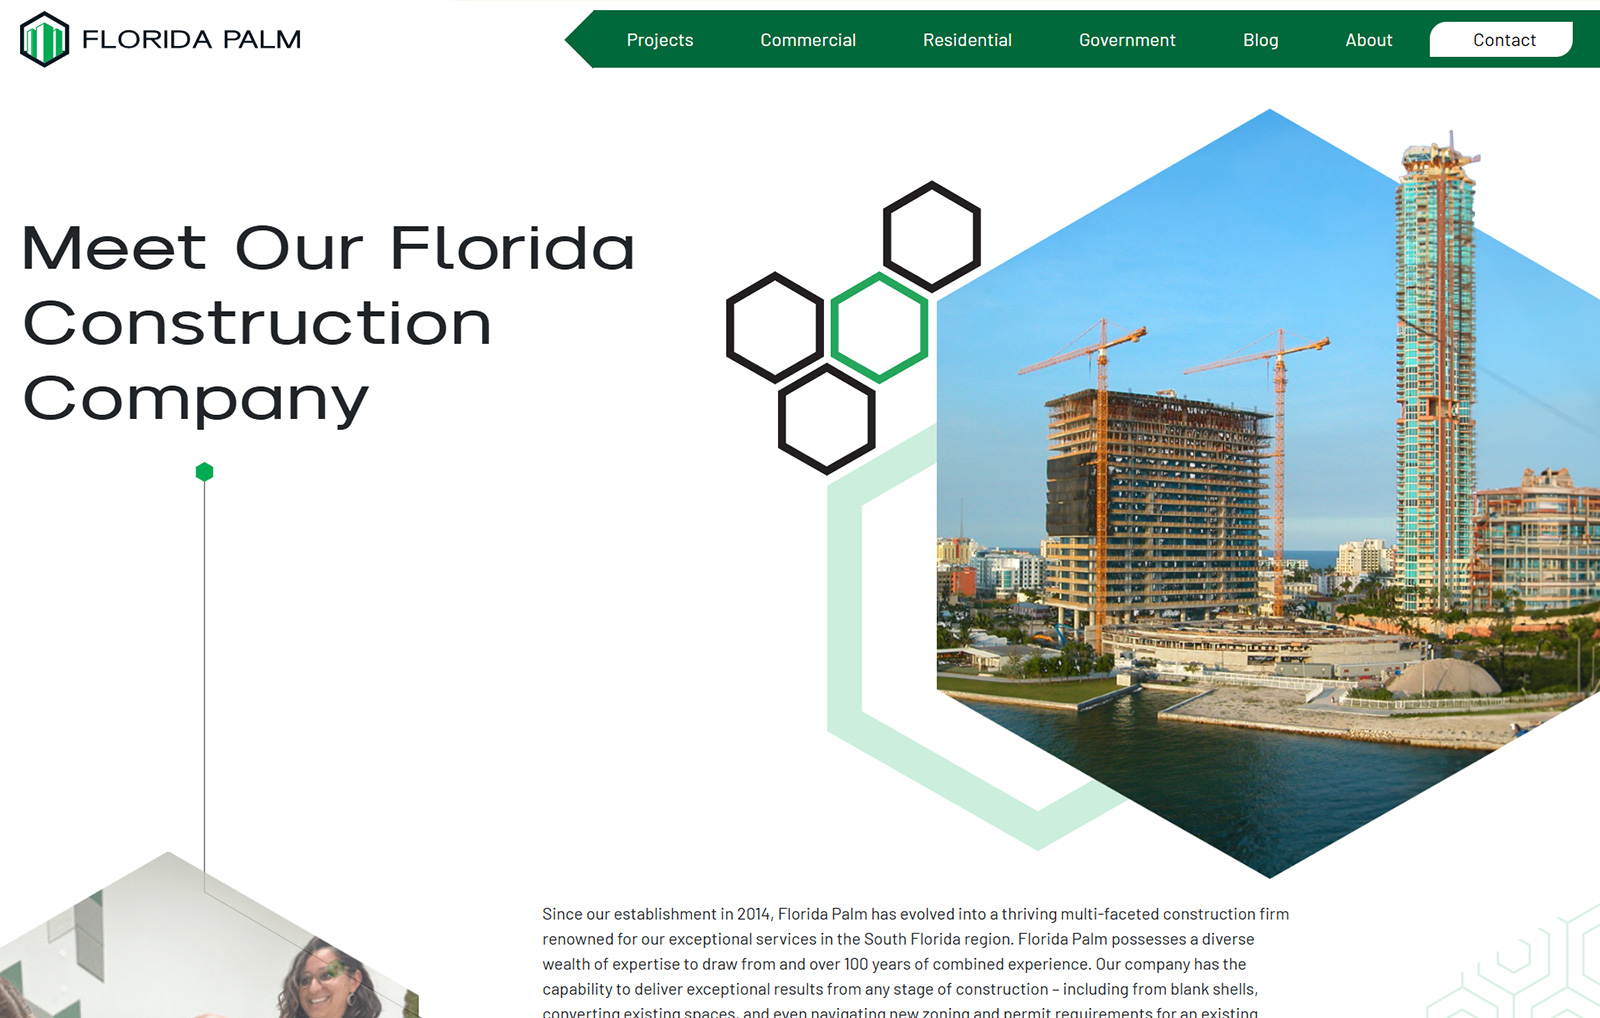 FLORIDA PALM
Projects Commercial Residential Government Blog About Contact
Meet Our Florida
Construction
Company
Since our establishment in 2014, Florida Palm has evolved into a thriving multi-faceted construction firm
renowned for our exceptional services in the South Florida region. Florida Palm possesses a diverse
wealth of expertise to draw from and over 100 years of combined experience. Our company has the
capability to deliver exceptional results from any stage of construction – including from blank shells,
converting existing spaces, and even navigating new zoning and permit requirements for an existing